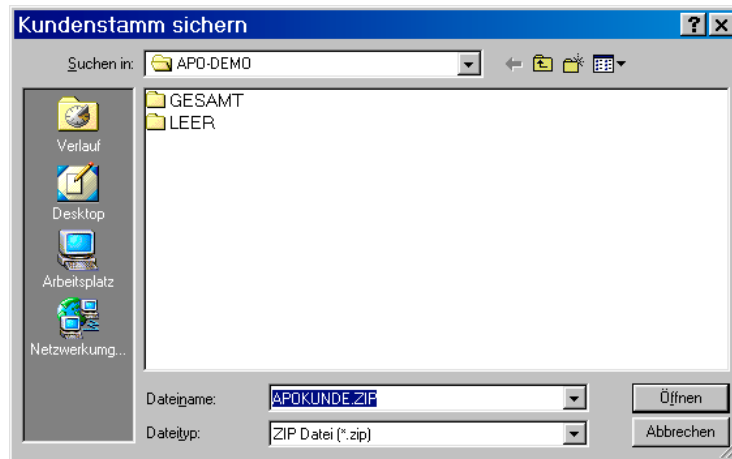 Kundenstamm sichern
Suchen in: APO-DEMO
GESAMT
LEER
Verlauf
Desktop
Arbeitsplatz
Netzwerkumg...
Dateiname: APOKUNDE.ZIP Öffnen
Dateityp: ZIP Datei (*.zip) Abbrechen